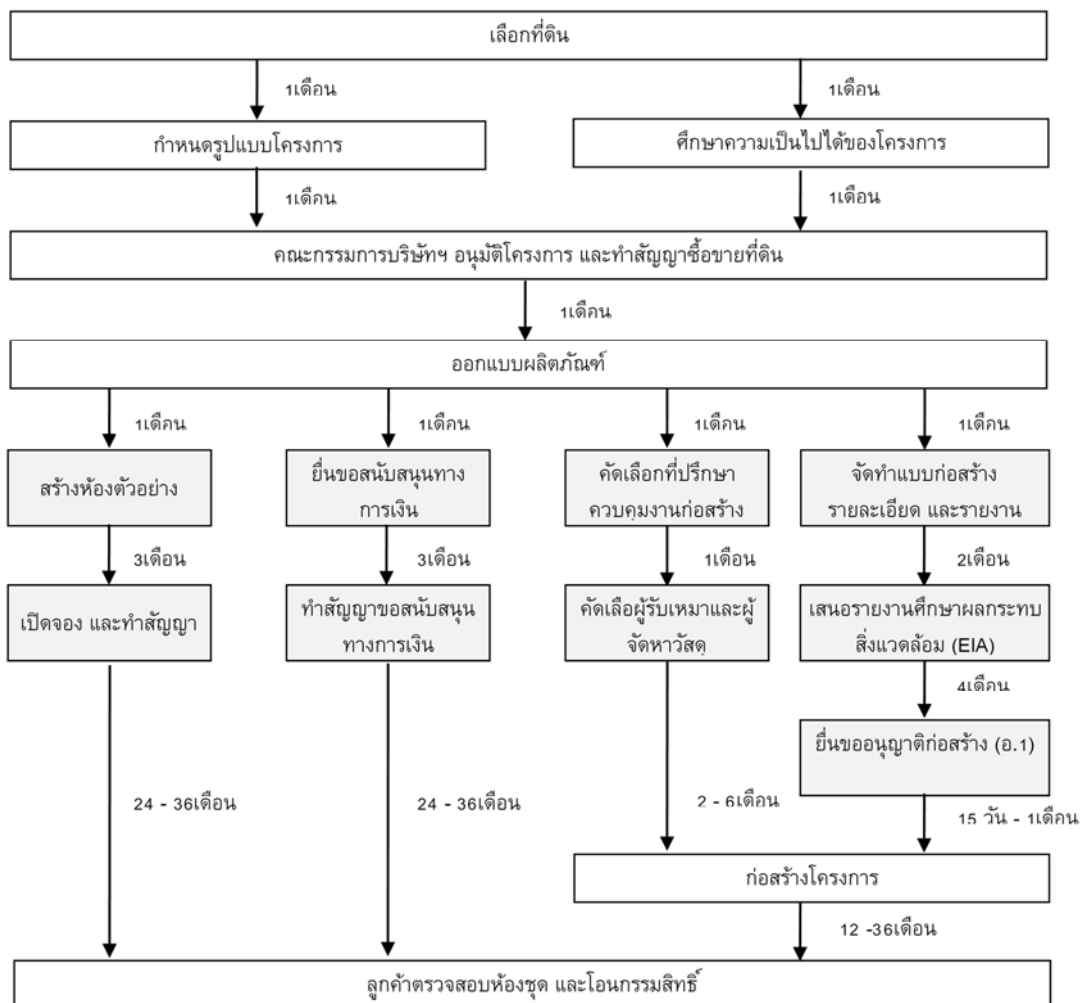 เลือกที่ดิน
1เดือน
1เดือน
กำหนดรูปแบบโครงการ
ศึกษาความเป็นไปได้ของโครงการ
1เดือน
1เดือน
คณะกรรมการบริษัทฯ อนุมัติโครงการ และทำสัญญาซื้อขายที่ดิน
1เดือน
ออกแบบผลิตภัณฑ์
1เดือน
1เดือน
1เดือน
1เดือน
สร้างห้องตัวอย่าง
ยื่นขอสนับสนุนทาง
การเงิน
คัดเลือกที่ปรึกษา
ควบคุมงานก่อสร้าง
จัดทำแบบก่อสร้าง
รายละเอียด และรายงาน
3เดือน
3เดือน
1เดือน
2เดือน
เปิดจอง และทำสัญญา
ทำสัญญาขอสนับสนุน
ทางการเงิน
คัดเลือผู้รับเหมาและผู้
จัดหาวัสดุ
เสนอรายงานศึกษาผลกระทบ
สิ่งแวดล้อม (EIA)
4เดือน
ยื่นขออนุญาติก่อสร้าง (อ.1)
24 - 36เดือน
24 - 36เดือน
2 - 6เดือน
15 วัน - 1เดือน
ก่อสร้างโครงการ
12 -36เดือน
ลูกค้าตรวจสอบห้องชุด และโอนกรรมสิทธิ์